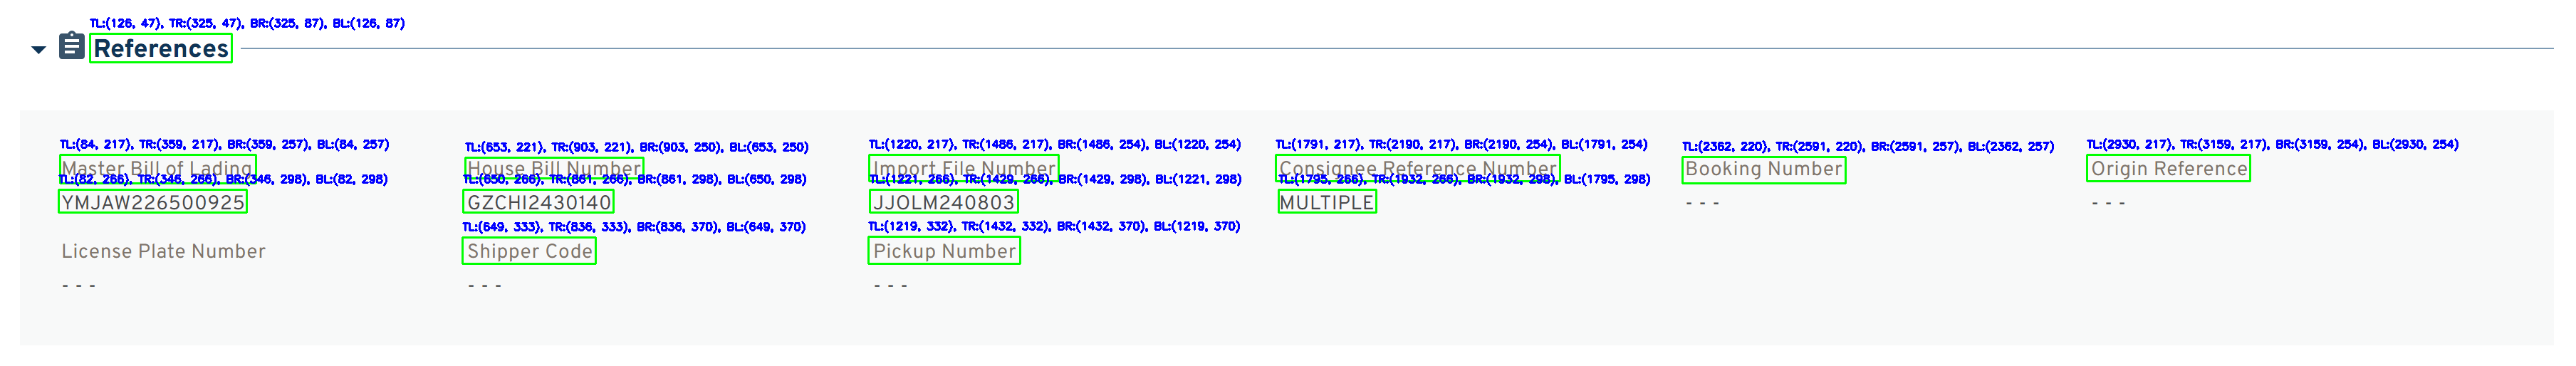 TL:(126, 47), TR:(325, 47), BR:(325, 87), BL:(126, 87)
References
TL:(84, 217), TR:(359, 217), BR:(359, 257), BL:(84, 257) TL:(653, 221), TR:(903, 221), BR:(903, 250), BL:(653, 250) TL:(1220, 217), TR:(1486, 217), BR:(1486, 254), BL:(1220, 254) TL:(1791, 217), TR:(2190, 217), BR:(2190, 254), BL:(1791, 254) TL:(2362, 220), TR:(2591, 220), BR:(2591, 257), BL:(2362, 257) TL:(2930, 217), TR:(3159, 217), BR:(3159, 254), BL:(2930, 254)
Master Bill of Lading House Bill Number Import File Number Consignee Reference Number Booking Number Origin Reference
TL:(82, 266), TR:(346, 266), BR:(346, 298), BL:(82, 298) TL:(650, 266), TR:(861, 266), BR:(861, 298), BL:(650, 298) TL:(1221, 266), TR:(1429, 266), BR:(1429, 298), BL:(1221, 298) TL:(1795, 266), TR:(1932, 266), BR:(1932, 298), BL:(1795, 298)
YMJAW226500925 GZCHI2430140 JJOLM240803 MULTIPLE - - - - - -
TL:(649, 333), TR:(836, 333), BR:(836, 370), BL:(649, 370) TL:(1219, 332), TR:(1432, 332), BR:(1432, 370), BL:(1219, 370)
License Plate Number Shipper Code Pickup Number
- - - - - - - - -